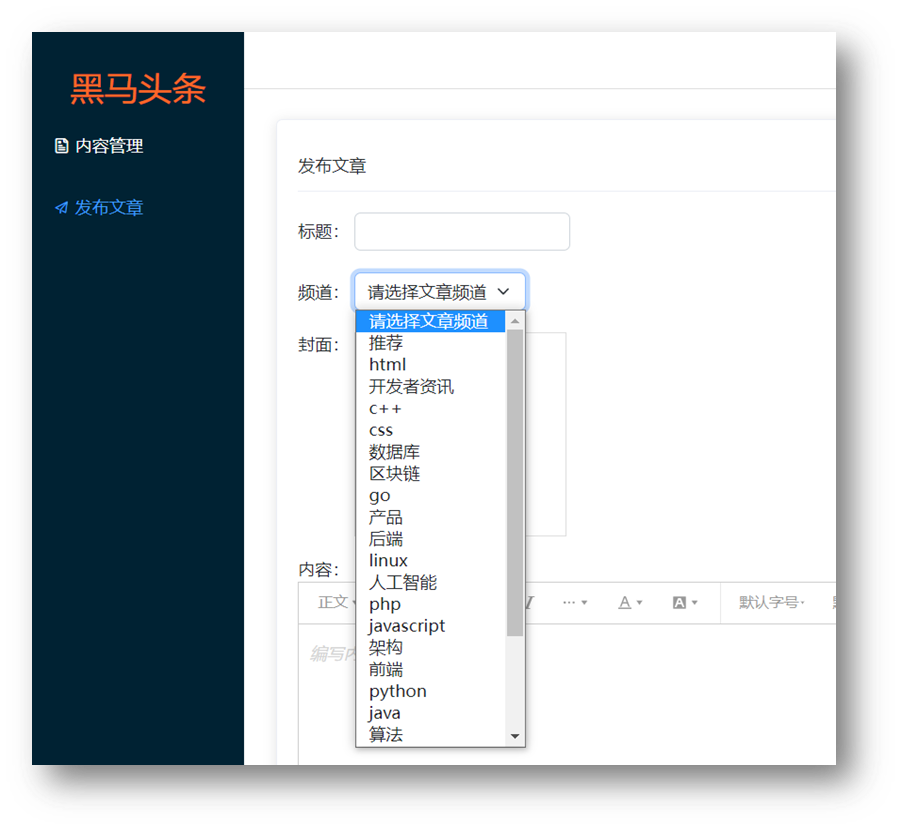 黑马头条
内容管理
发布文章
发布文章
标题：
频道：
请选择文章频道
请选择文章频道
推荐
html
开发者资讯
c++
css
数据库
区块链
go
产品
后端
linux
人工智能
php
javascript
架构
前端
python
java
算法
封面：
内容：
正文
I
···
A
A
默认字号
编写